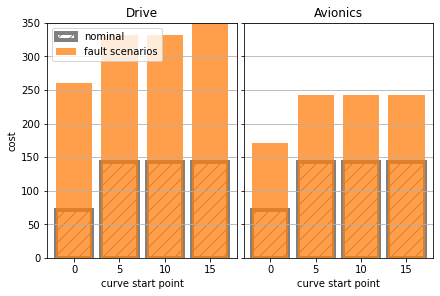 Drive
Avionics
350
300
250
200
150
100
50
0
cost
nominal
fault scenarios
0 5 10 15
0 5 10 15
curve start point
curve start point